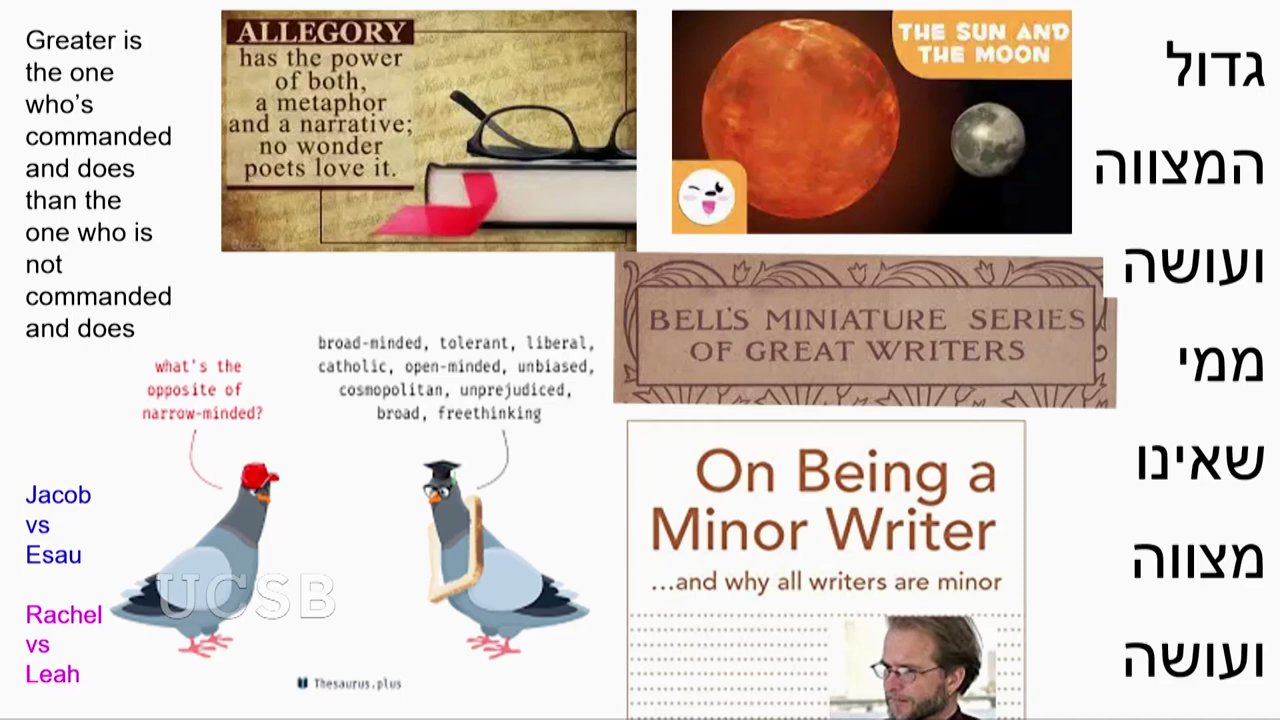 Greater is
the one
who's
commanded
and does
than the
one who is
not
commanded
and does
ALLEGORY
has the power
of both,
a metaphor
and a narrative;
no wonder
poets love it.
THE SUN AND
THE MOON
גדול
המצווה
ועושה
ממי
שאינו
מצווה
ועושה
BELL'S MINIATURE SERIES
OF GREAT WRITERS
what's the
opposite of
narrow-minded?
broad-minded, tolerant, liberal,
catholic, open-minded, unbiased,
cosmopolitan, unprejudiced,
broad, freethinking
Thesaurus.plus
UCSB
Jacob
vs
Esau
Rachel
vs
Leah
On Being a
Minor Writer
...and why all writers are minor